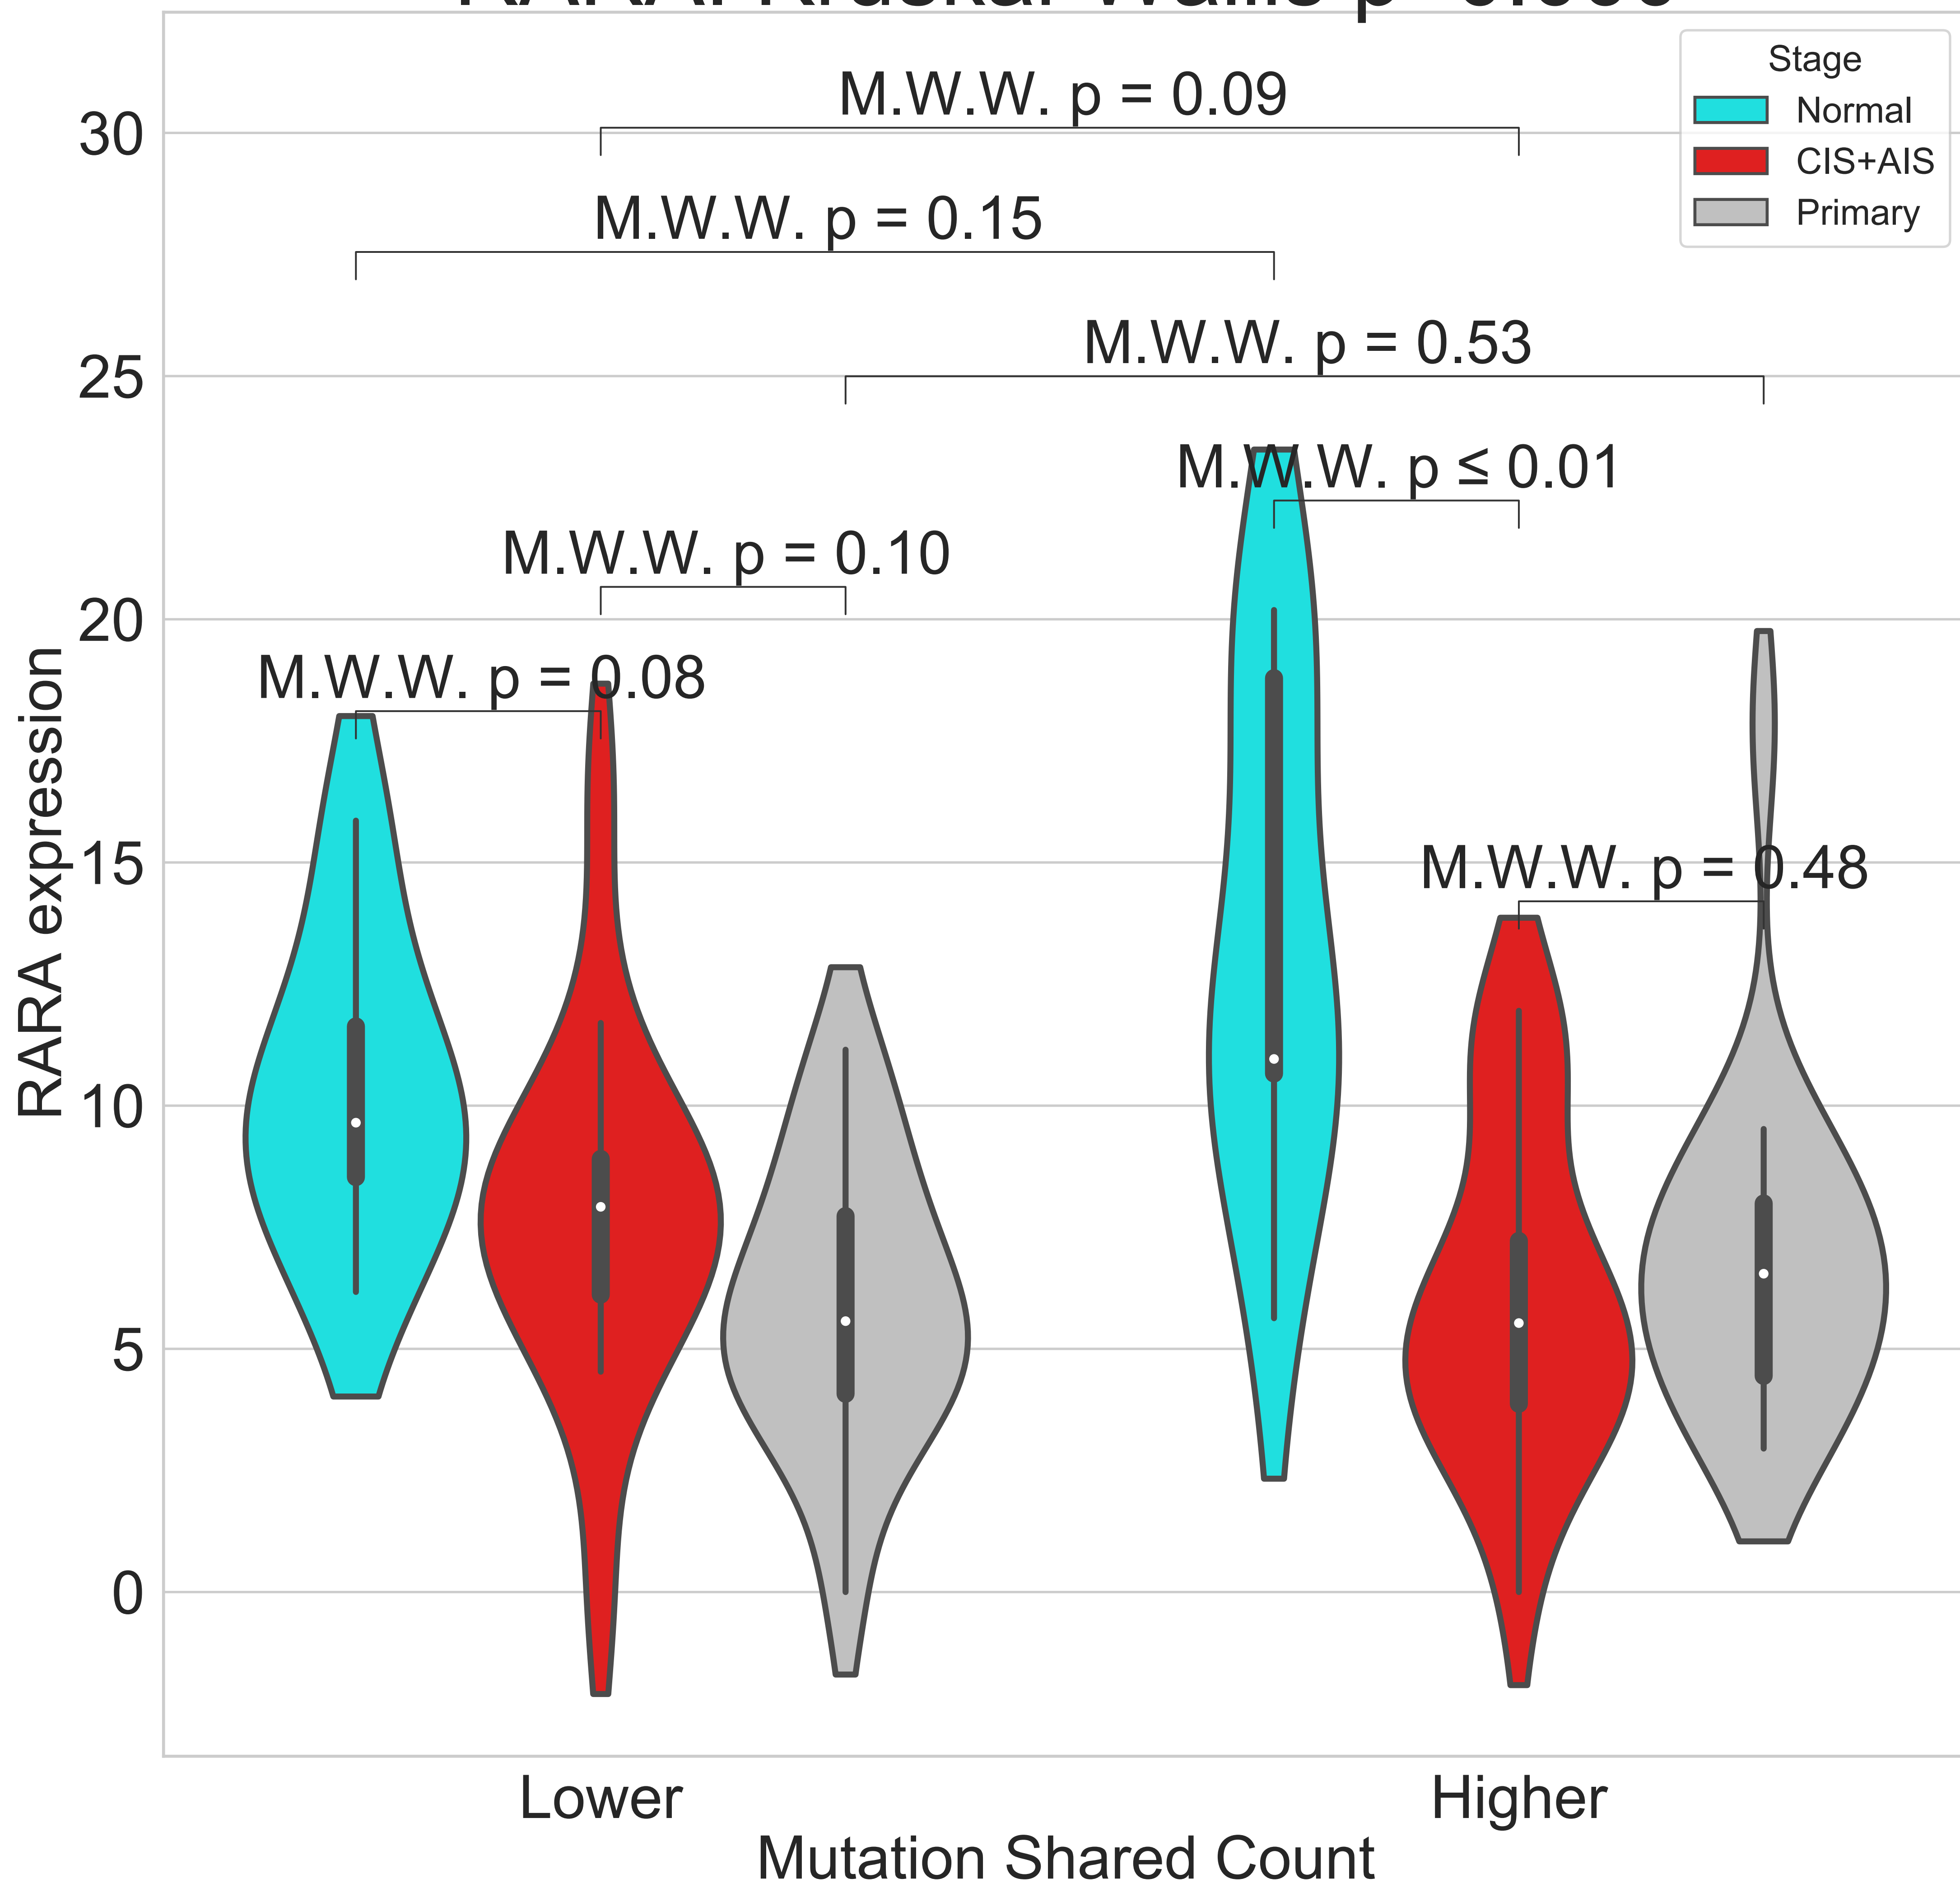 Stage
Normal
CIS+AIS
Primary
M.W.W. p = 0.09
M.W.W. p = 0.15
M.W.W. p = 0.53
M.W.W. p ≤ 0.01
M.W.W. p = 0.10
M.W.W. p = 0.08
M.W.W. p = 0.48
30
25
20
15
10
5
0
RARA expression
Lower
Higher
Mutation Shared Count